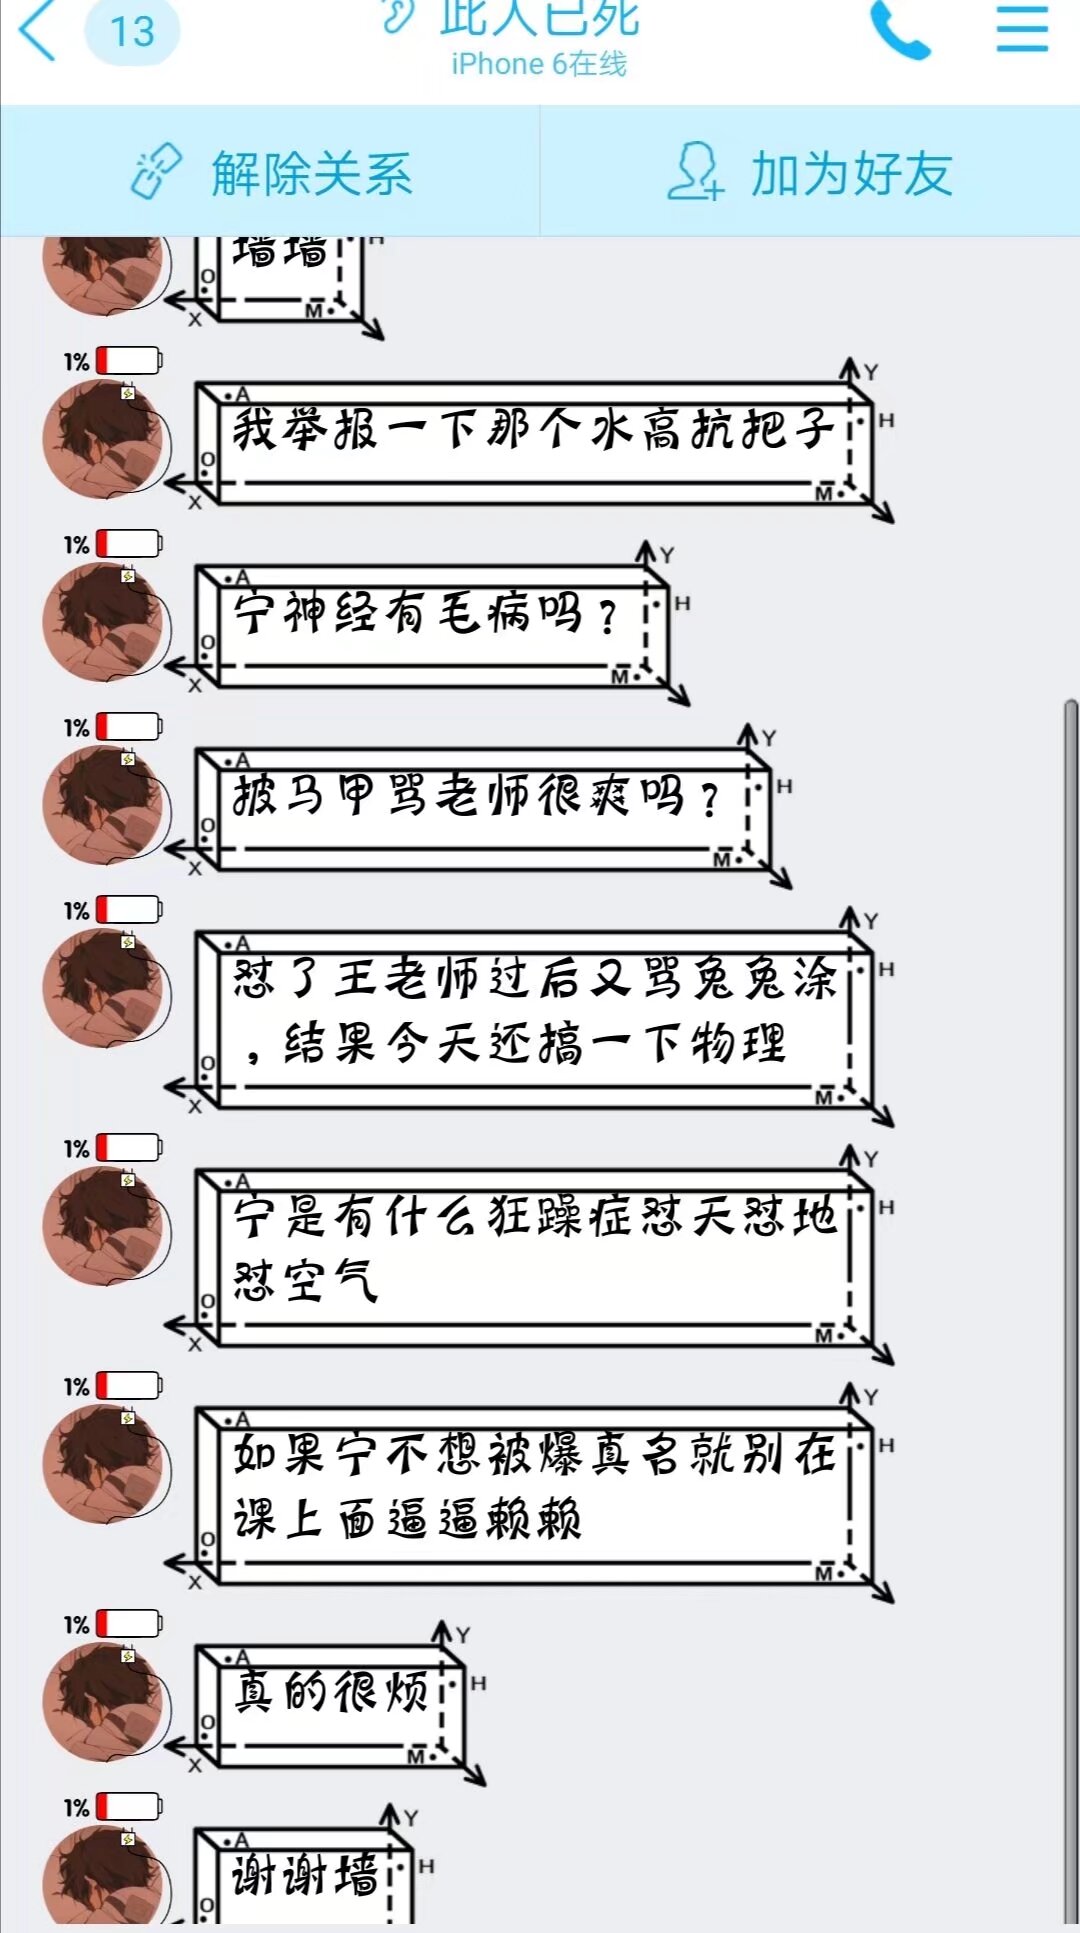 13
此人已死
iPhone 6在线
解除关系
加为好友
墙墙
H
O
X
M
1%
A
Y
我举报一下那个水高抗把子
H
O
X
M
1%
A
Y
宁神经有毛病吗？
H
O
X
M
1%
A
Y
披马甲骂老师很爽吗？
H
O
X
M
1%
A
Y
怼了王老师过后又骂兔兔涂
H
，结果今天还搞一下物理
O
X
M
1%
A
Y
宁是有什么狂躁症怼天怼地
H
怼空气
O
X
M
1%
A
Y
如果宁不想被爆真名就别在
H
课上面逼逼赖赖
O
X
M
1%
A
Y
真的很烦
H
O
X
M
1%
A
Y
谢谢墙
H
O